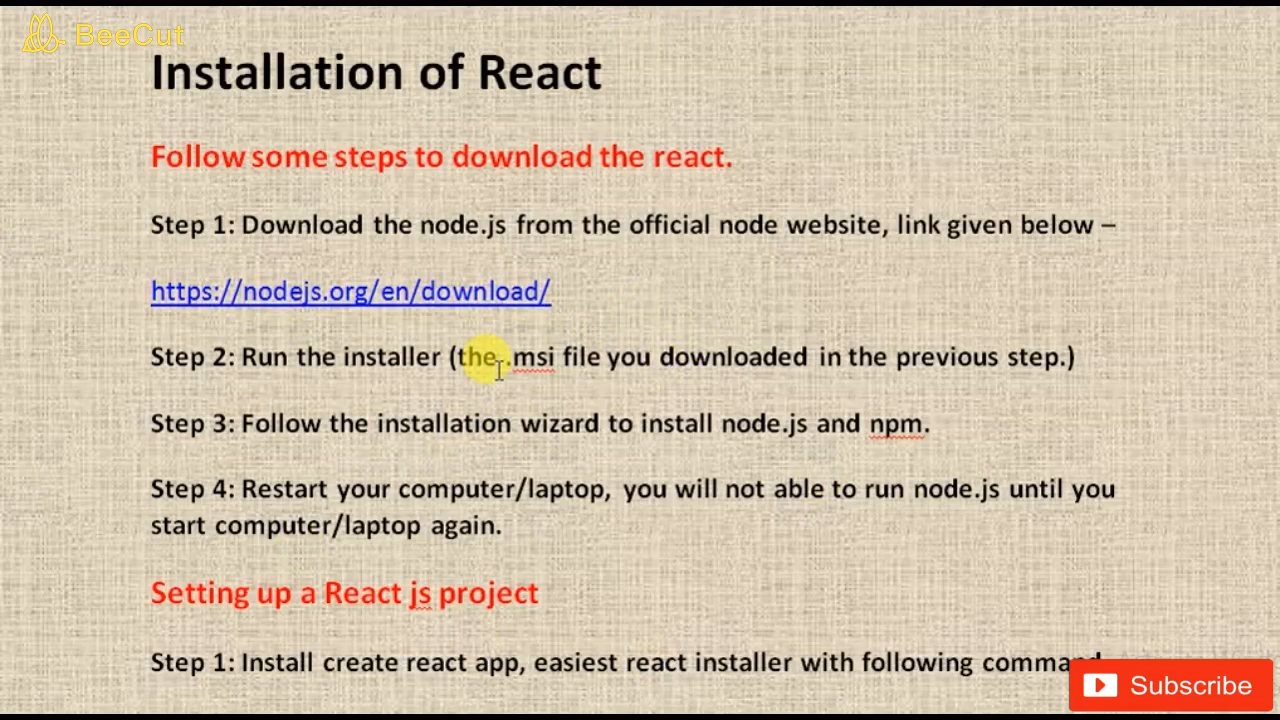 BeeCut
Installation of React
Follow some steps to download the react.
Step 1: Download the node.js from the official node website, link given below –
https://nodejs.org/en/download/
Step 2: Run the installer (the .msi file you downloaded in the previous step.)
Step 3: Follow the installation wizard to install node.js and npm.
Step 4: Restart your computer/laptop, you will not able to run node.js until you
start computer/laptop again.
Setting up a React js project
Step 1: Install create react app, easiest react installer with following command
Subscribe